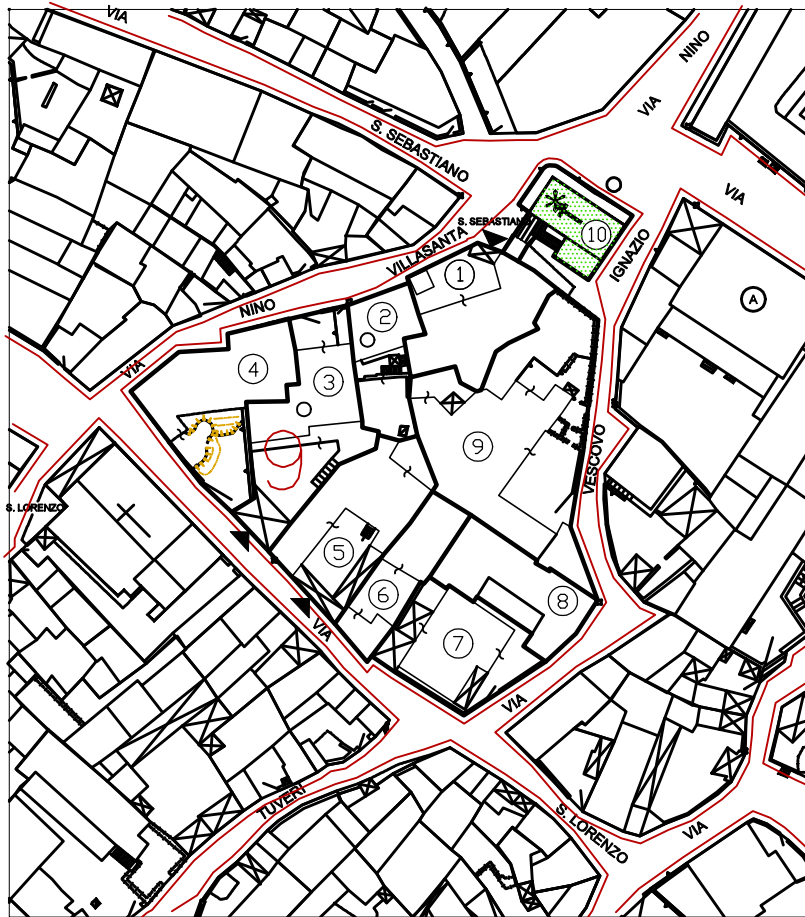 VIA
NINO
VIA
S. SEBASTIANO
VIA
S. SEBASTIANO
10
IGNAZIO
VILLASANTA
1
A
NINO
2
VIA
4
3
9
VESCOVO
S. LORENZO
5
6
8
VIA
7
VIA
TUVERI
S. LORENZO
VIA